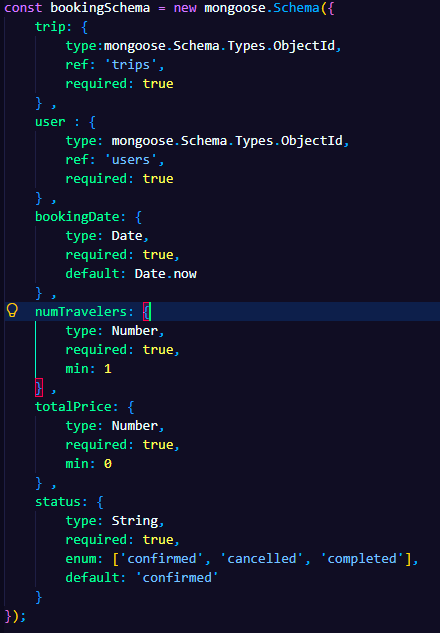 const bookingSchema = new mongoose.Schema({
    trip: {
        type:mongoose.Schema.Types.ObjectId,
        ref: 'trips',
        required: true
    } ,
    user : {
        type: mongoose.Schema.Types.ObjectId,
        ref: 'users',
        required: true
    } ,
    bookingDate: {
        type: Date,
        required: true,
        default: Date.now
    } ,
    numTravelers: {
        type: Number,
        required: true,
        min: 1
    } ,
    totalPrice: {
        type: Number,
        required: true,
        min: 0
    } ,
    status: {
        type: String,
        required: true,
        enum: ['confirmed', 'cancelled', 'completed'],
        default: 'confirmed'
    }
});